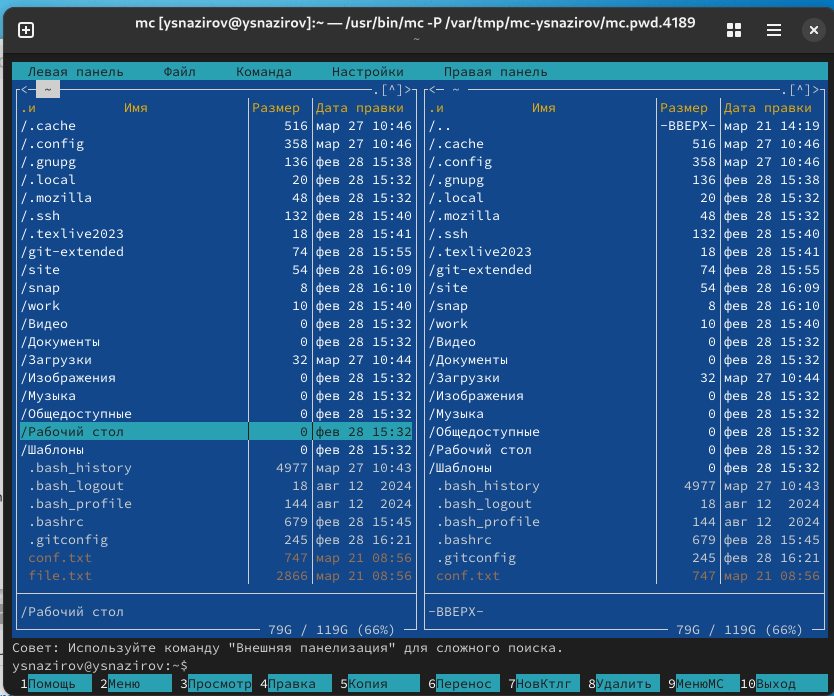 mc [ysnazirov@ysnazirov]:~ — /usr/bin/mc -P /var/tmp/mc-ysnazirov/mc.pwd.4189
~
Левая панель Файл Команда Настройки Правая панель
<- ~ .[^]> <- ~ .[^]>
.и Имя Размер Дата правки .и Имя Размер Дата правки
/.cache 516 мар 27 10:46 /.. -ВВЕРХ- мар 21 14:19
/.config 358 мар 27 10:46 /.cache 516 мар 27 10:46
/.gnupg 136 фев 28 15:38 /.config 358 мар 27 10:46
/.local 20 фев 28 15:32 /.gnupg 136 фев 28 15:38
/.mozilla 48 фев 28 15:32 /.local 20 фев 28 15:32
/.ssh 132 фев 28 15:40 /.mozilla 48 фев 28 15:32
/.texlive2023 18 фев 28 15:41 /.ssh 132 фев 28 15:40
/git-extended 74 фев 28 15:55 /.texlive2023 18 фев 28 15:41
/site 54 фев 28 16:09 /git-extended 74 фев 28 15:55
/snap 8 фев 28 16:10 /site 54 фев 28 16:09
/work 10 фев 28 15:40 /snap 8 фев 28 16:10
/Видео 0 фев 28 15:32 /work 10 фев 28 15:40
/Документы 0 фев 28 15:32 /Видео 0 фев 28 15:32
/Загрузки 32 мар 27 10:44 /Документы 0 фев 28 15:32
/Изображения 0 фев 28 15:32 /Загрузки 32 мар 27 10:44
/Музыка 0 фев 28 15:32 /Изображения 0 фев 28 15:32
/Общедоступные 0 фев 28 15:32 /Музыка 0 фев 28 15:32
/Рабочий стол 0 фев 28 15:32 /Общедоступные 0 фев 28 15:32
/Шаблоны 0 фев 28 15:32 /Рабочий стол 0 фев 28 15:32
.bash_history 4977 мар 27 10:43 /Шаблоны 0 фев 28 15:32
.bash_logout 18 авг 12 2024 .bash_history 4977 мар 27 10:43
.bash_profile 144 авг 12 2024 .bash_logout 18 авг 12 2024
.bashrc 679 фев 28 15:45 .bash_profile 144 авг 12 2024
.gitconfig 245 фев 28 16:21 .bashrc 679 фев 28 15:45
conf.txt 747 мар 21 08:56 .gitconfig 245 фев 28 16:21
file.txt 2866 мар 21 08:56 conf.txt 747 мар 21 08:56
/Рабочий стол -ВВЕРХ-
79G / 119G (66%) 79G / 119G (66%)
Совет: Используйте команду "Внешняя панелизация" для сложного поиска.
ysnazirov@ysnazirov:~$
1Помощь 2Меню 3Просмотр 4Правка 5Копия 6Перенос 7НовКтлг 8Удалить 9МенюMC 10Выход